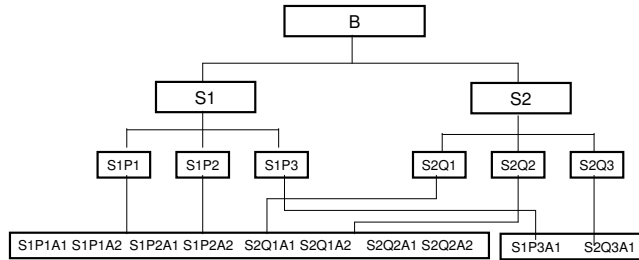 B
S1 S2
S1P1 S1P2 S1P3 S2Q1 S2Q2 S2Q3
S1P1A1 S1P1A2 S1P2A1 S1P2A2 S2Q1A1 S2Q1A2 S2Q2A1 S2Q2A2 S1P3A1 S2Q3A1